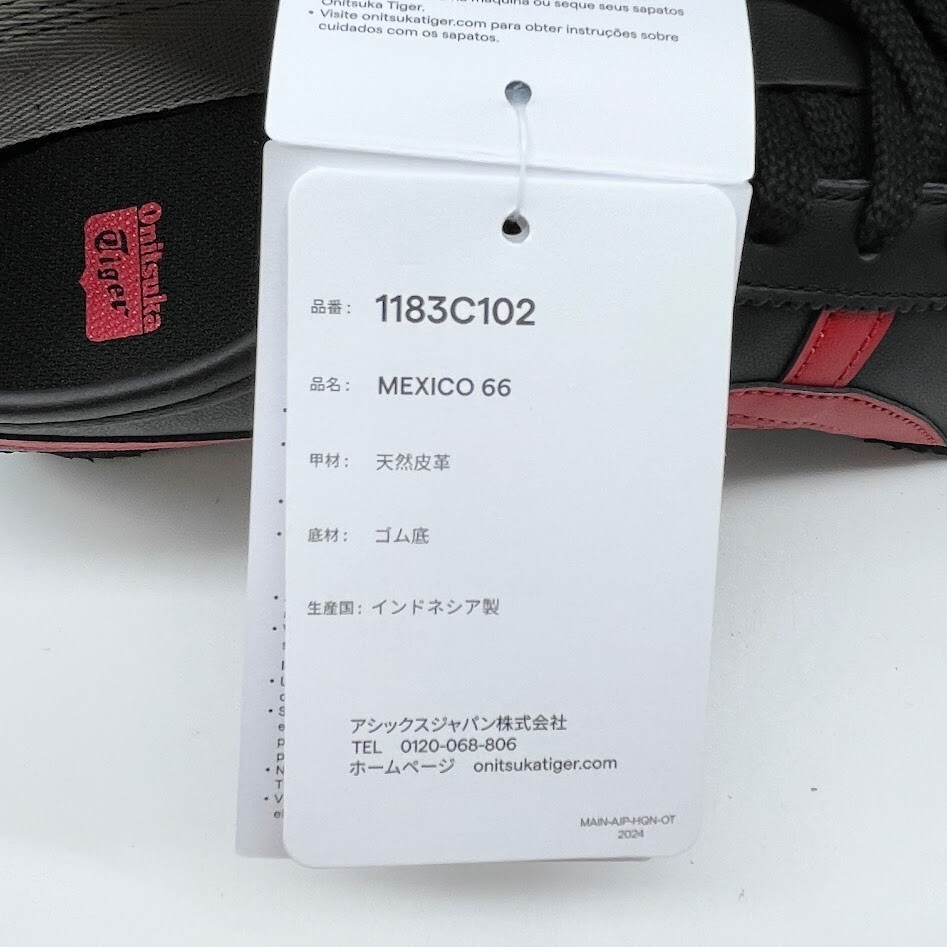 Onitsuka Tiger.
• Visite onitsukatiger.com para obter instruções sobre
cuidados com os sapatos.
Onitsuka
Tiger
品番： 1183C102
品名： MEXICO 66
甲材： 天然皮革
底材： ゴム底
生産国： インドネシア製
アシックスジャパン株式会社
TEL 0120-068-806
ホームページ onitsukatiger.com
MAIN-AJP-HQN-OT
2024